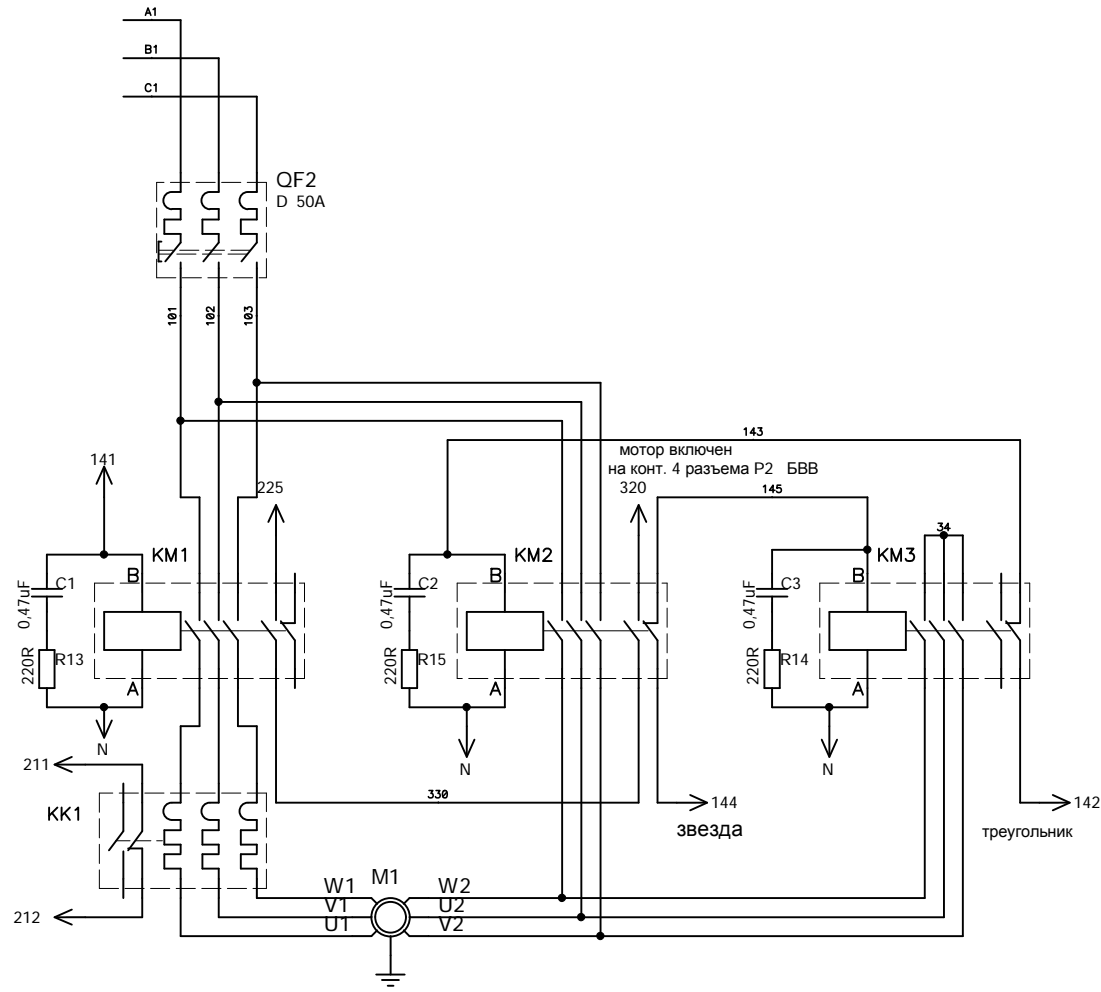 A1
B1
C1
QF2
D 50A
101
102
103
143
мотор включен
на конт. 4 разъема Р2 БВВ
141
225
320
145
34
KM1
KM2
KM3
B
B
B
C1
C2
C3
0,47uF
0,47uF
0,47uF
R13
R15
R14
220R
220R
220R
A
A
A
N
N
N
211
KK1
330
144
142
звезда
треугольник
M1
W1
V1
U1
W2
U2
V2
212